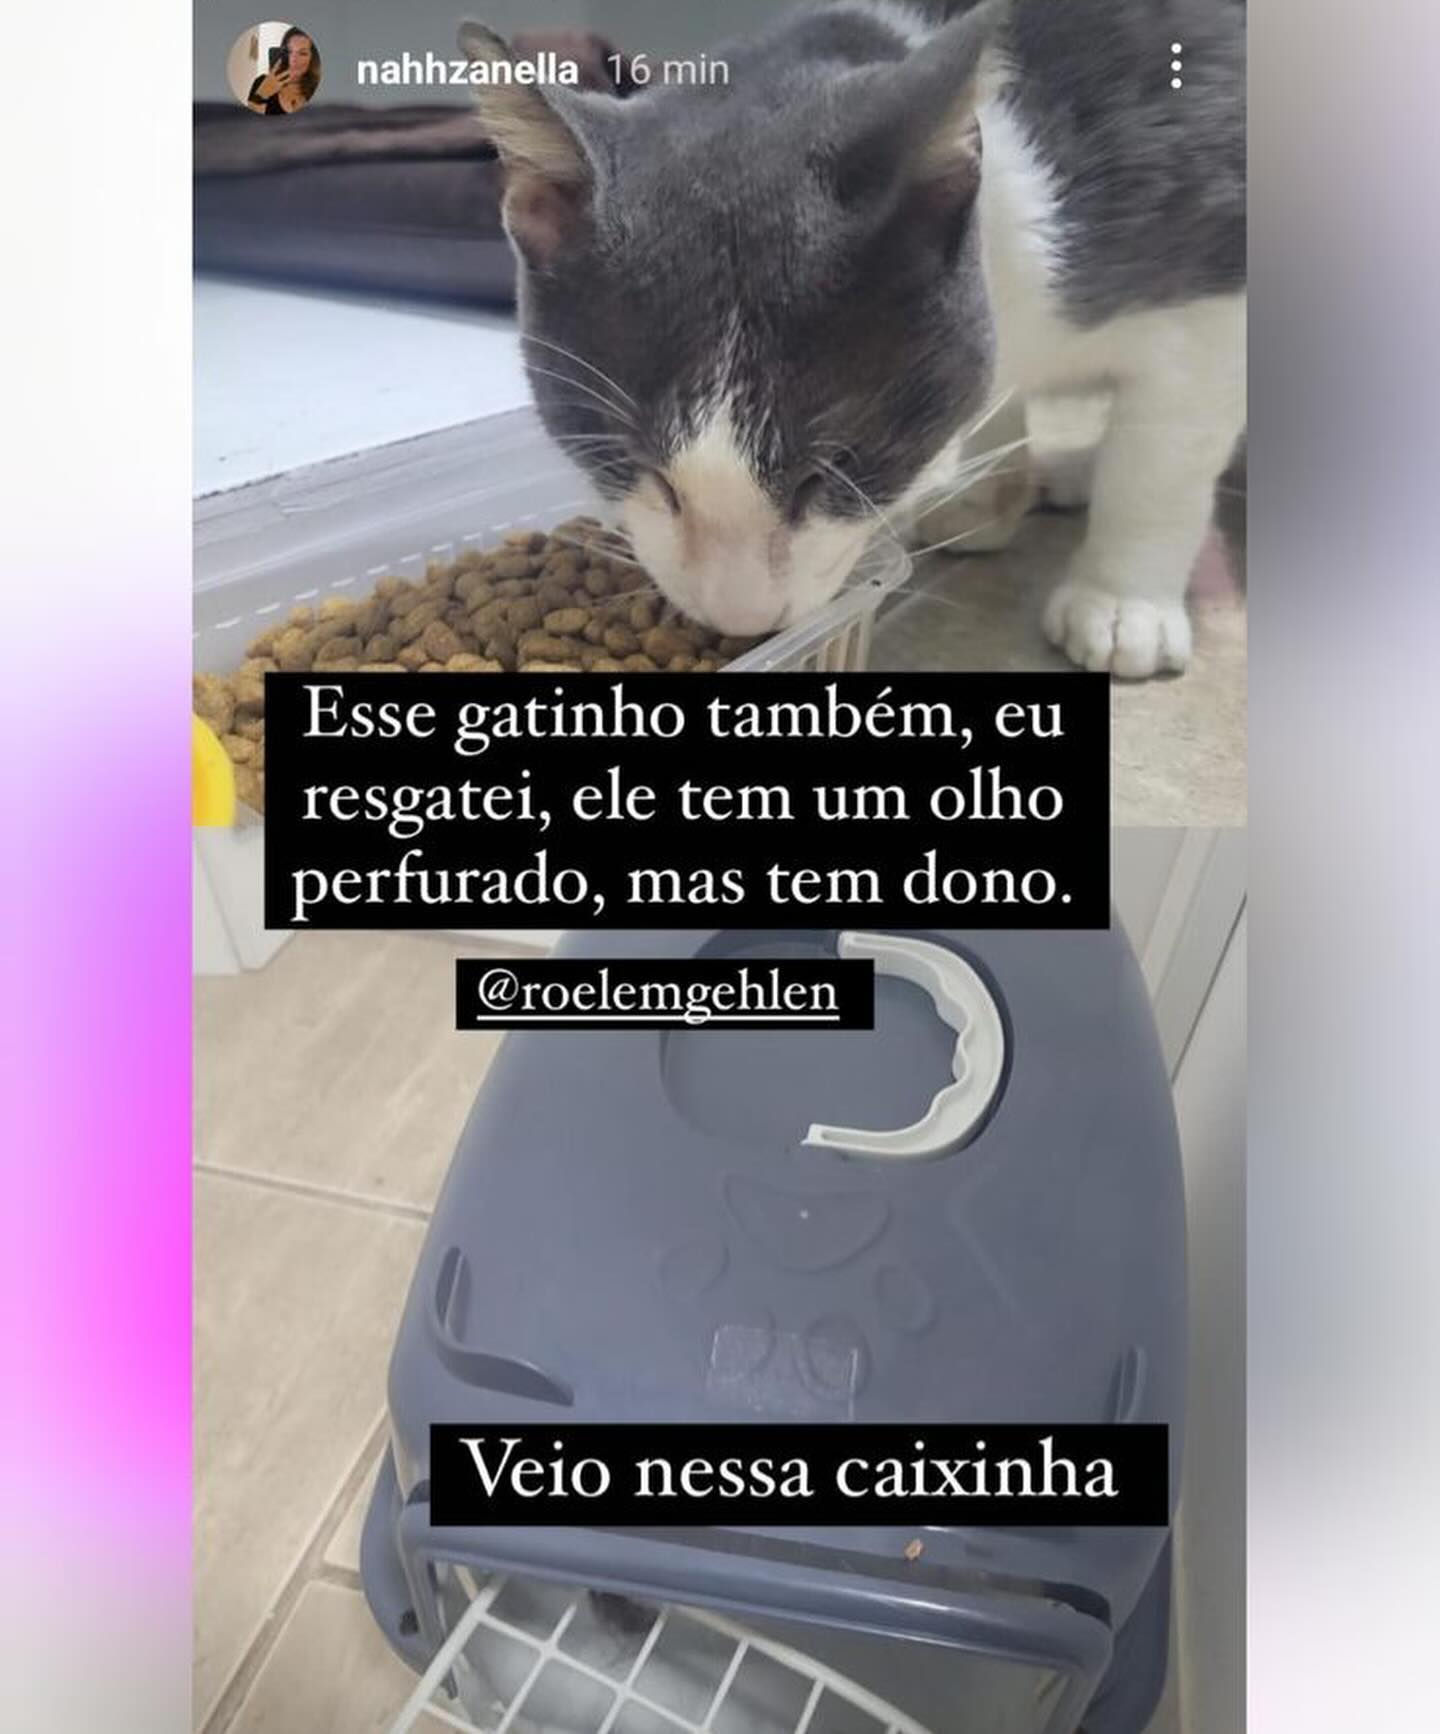 nahhzanella 16 min
Esse gatinho também, eu
resgatei, ele tem um olho
perfurado, mas tem dono.
@roelemgehlen
Veio nessa caixinha